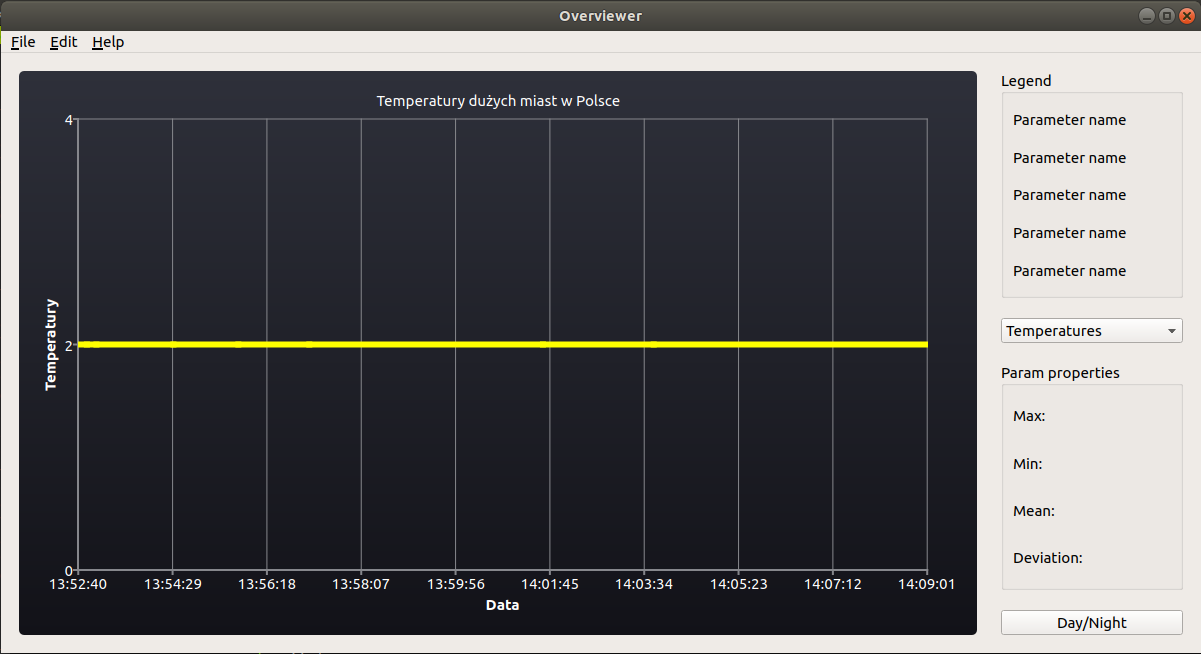 Overviewer
File Edit Help
Temperatury dużych miast w Polsce
4
2
0
Temperatury
13:52:40 13:54:29 13:56:18 13:58:07 13:59:56 14:01:45 14:03:34 14:05:23 14:07:12 14:09:01
Data
Legend
Parameter name
Parameter name
Parameter name
Parameter name
Parameter name
Temperatures
Param properties
Max:
Min:
Mean:
Deviation:
Day/Night